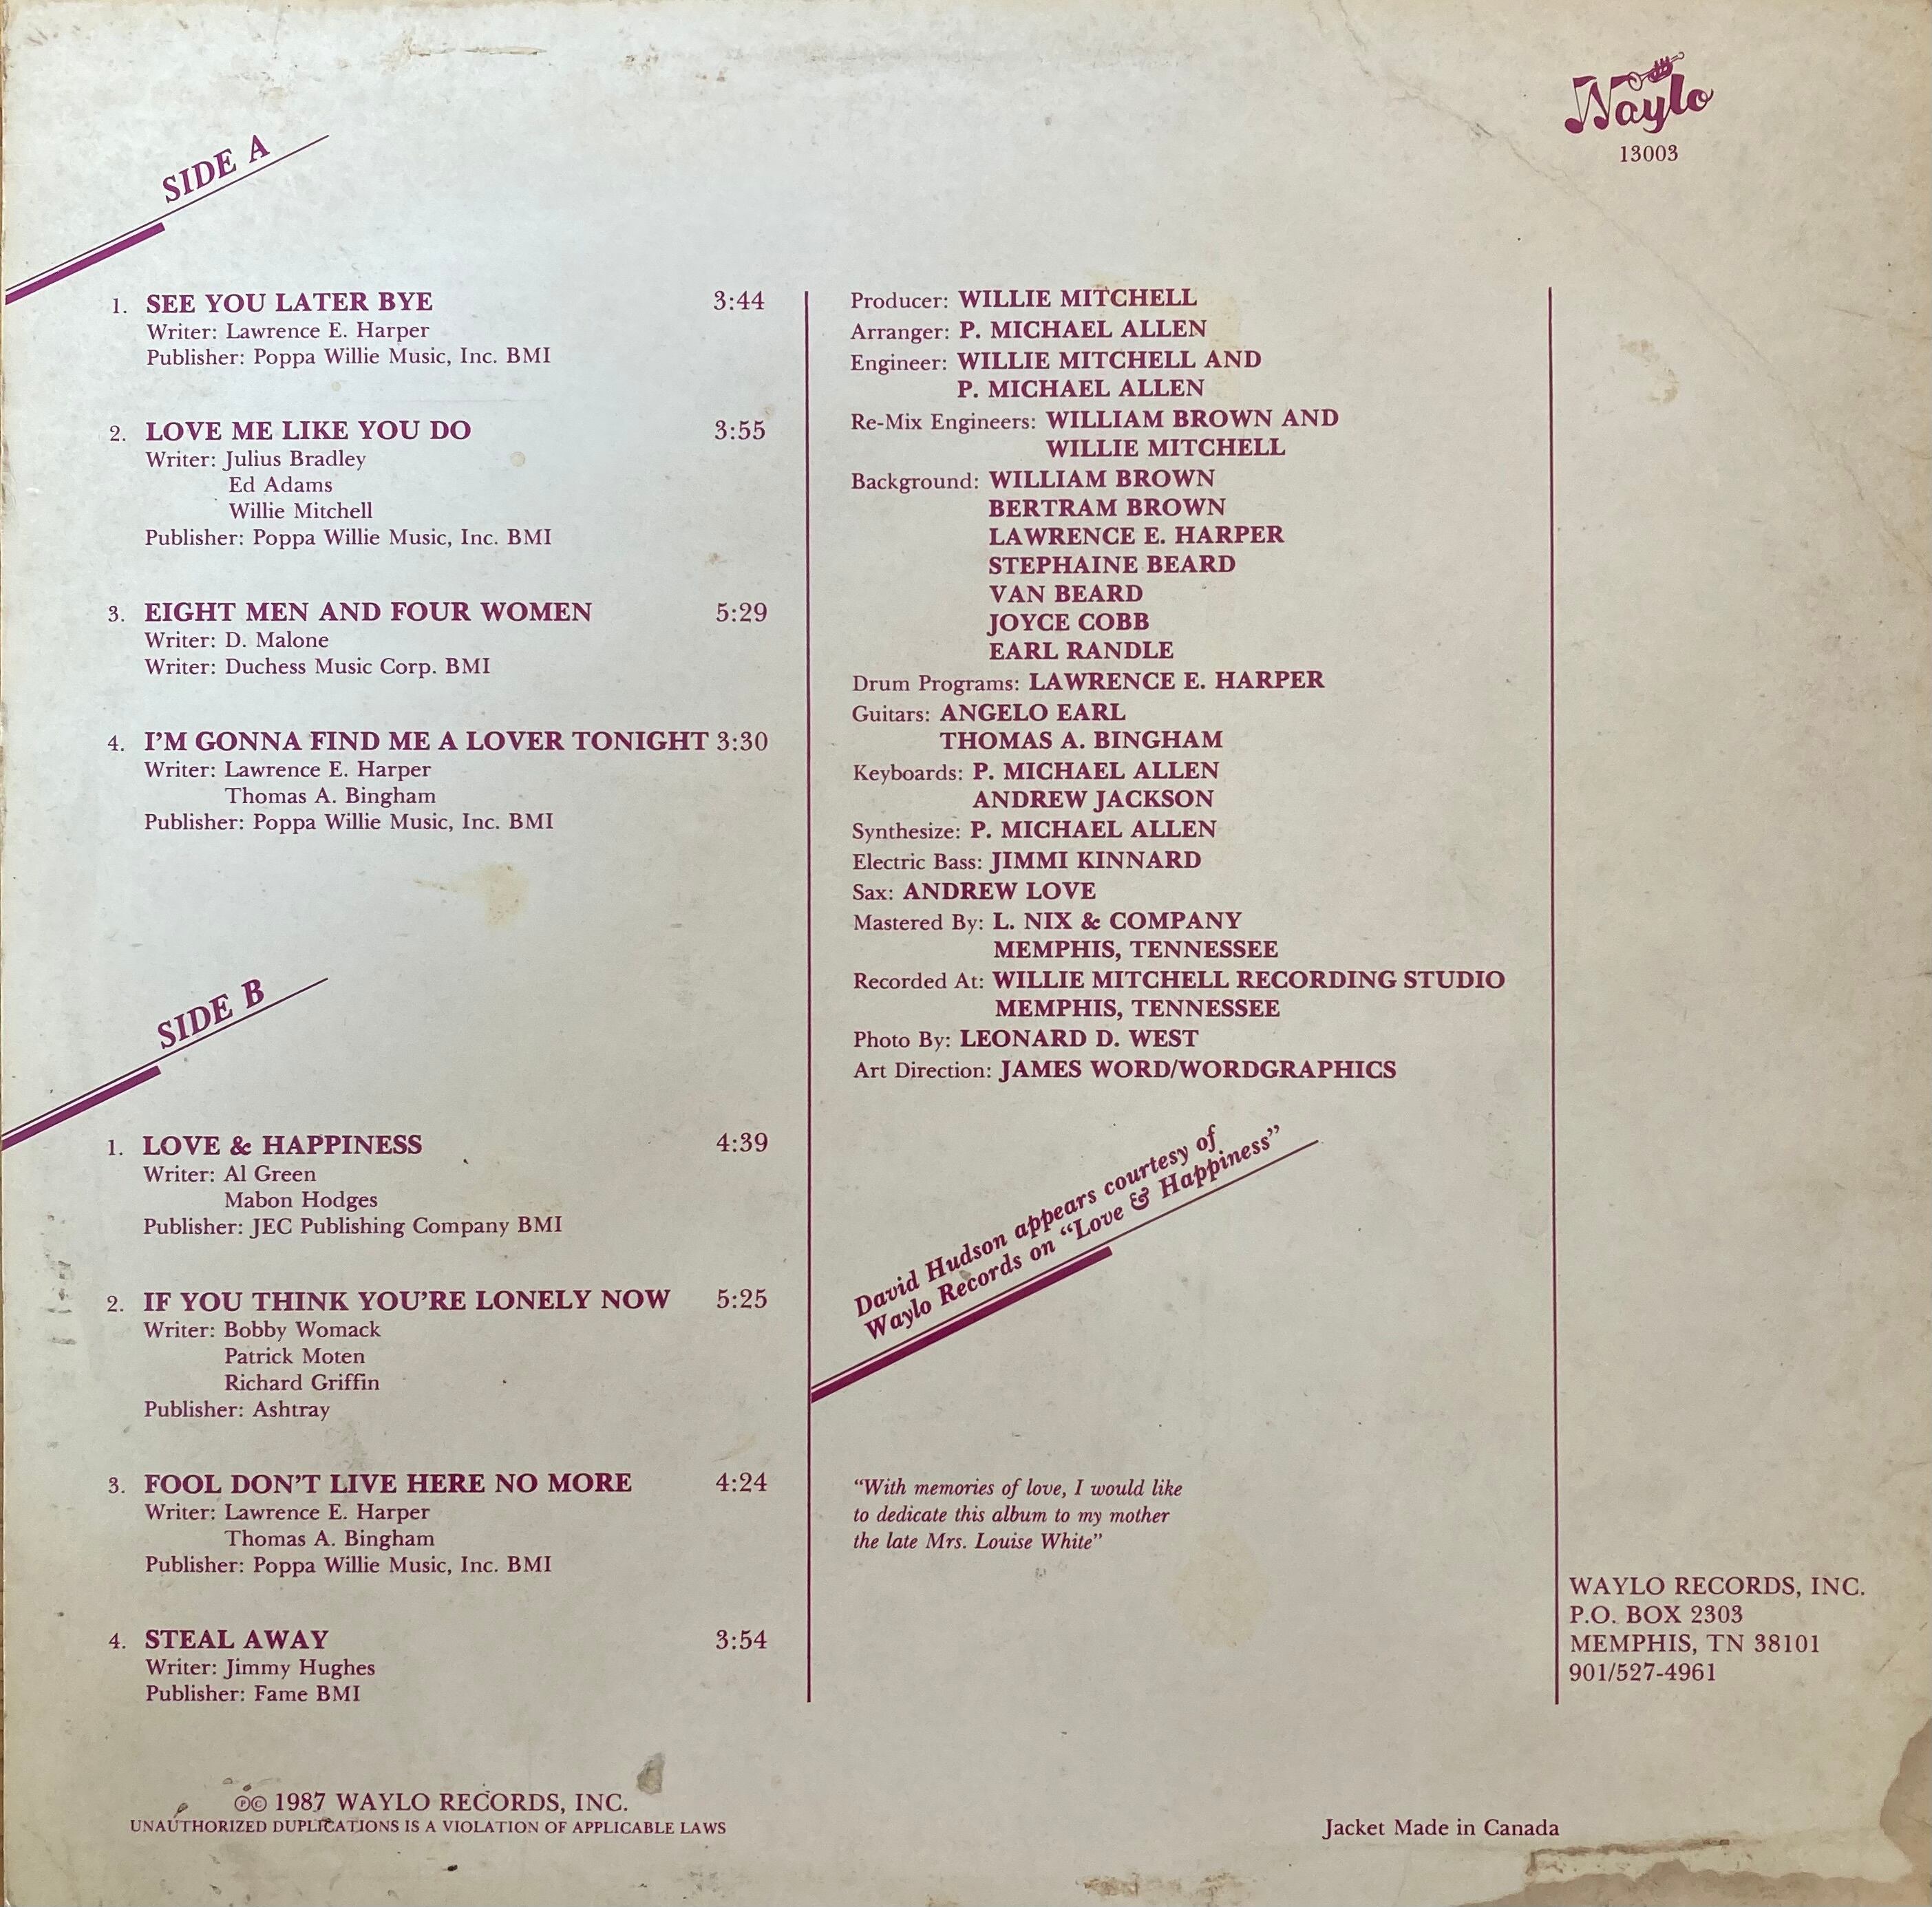 Waylo
13003
SIDE A
1. SEE YOU LATER BYE 3:44
Writer: Lawrence E. Harper
Publisher: Poppa Willie Music, Inc. BMI
2. LOVE ME LIKE YOU DO 3:55
Writer: Julius Bradley
Ed Adams
Willie Mitchell
Publisher: Poppa Willie Music, Inc. BMI
3. EIGHT MEN AND FOUR WOMEN 5:29
Writer: D. Malone
Writer: Duchess Music Corp. BMI
4. I'M GONNA FIND ME A LOVER TONIGHT 3:30
Writer: Lawrence E. Harper
Thomas A. Bingham
Publisher: Poppa Willie Music, Inc. BMI
SIDE B
1. LOVE & HAPPINESS 4:39
Writer: Al Green
Mabon Hodges
Publisher: JEC Publishing Company BMI
2. IF YOU THINK YOU'RE LONELY NOW 5:25
Writer: Bobby Womack
Patrick Moten
Richard Griffin
Publisher: Ashtray
3. FOOL DON'T LIVE HERE NO MORE 4:24
Writer: Lawrence E. Harper
Thomas A. Bingham
Publisher: Poppa Willie Music, Inc. BMI
4. STEAL AWAY 3:54
Writer: Jimmy Hughes
Publisher: Fame BMI
Producer: WILLIE MITCHELL
Arranger: P. MICHAEL ALLEN
Engineer: WILLIE MITCHELL AND
P. MICHAEL ALLEN
Re-Mix Engineers: WILLIAM BROWN AND
WILLIE MITCHELL
Background: WILLIAM BROWN
BERTRAM BROWN
LAWRENCE E. HARPER
STEPHAINE BEARD
VAN BEARD
JOYCE COBB
EARL RANDLE
Drum Programs: LAWRENCE E. HARPER
Guitars: ANGELO EARL
THOMAS A. BINGHAM
Keyboards: P. MICHAEL ALLEN
ANDREW JACKSON
Synthesize: P. MICHAEL ALLEN
Electric Bass: JIMMI KINNARD
Sax: ANDREW LOVE
Mastered By: L. NIX & COMPANY
MEMPHIS, TENNESSEE
Recorded At: WILLIE MITCHELL RECORDING STUDIO
MEMPHIS, TENNESSEE
Photo By: LEONARD D. WEST
Art Direction: JAMES WORD/WORDGRAPHICS
David Hudson appears courtesy of
Waylo Records on "Love & Happiness"
"With memories of love, I would like
to dedicate this album to my mother
the late Mrs. Louise White"
WAYLO RECORDS, INC.
P.O. BOX 2303
MEMPHIS, TN 38101
901/527-4961
℗© 1987 WAYLO RECORDS, INC.
UNAUTHORIZED DUPLICATIONS IS A VIOLATION OF APPLICABLE LAWS
Jacket Made in Canada